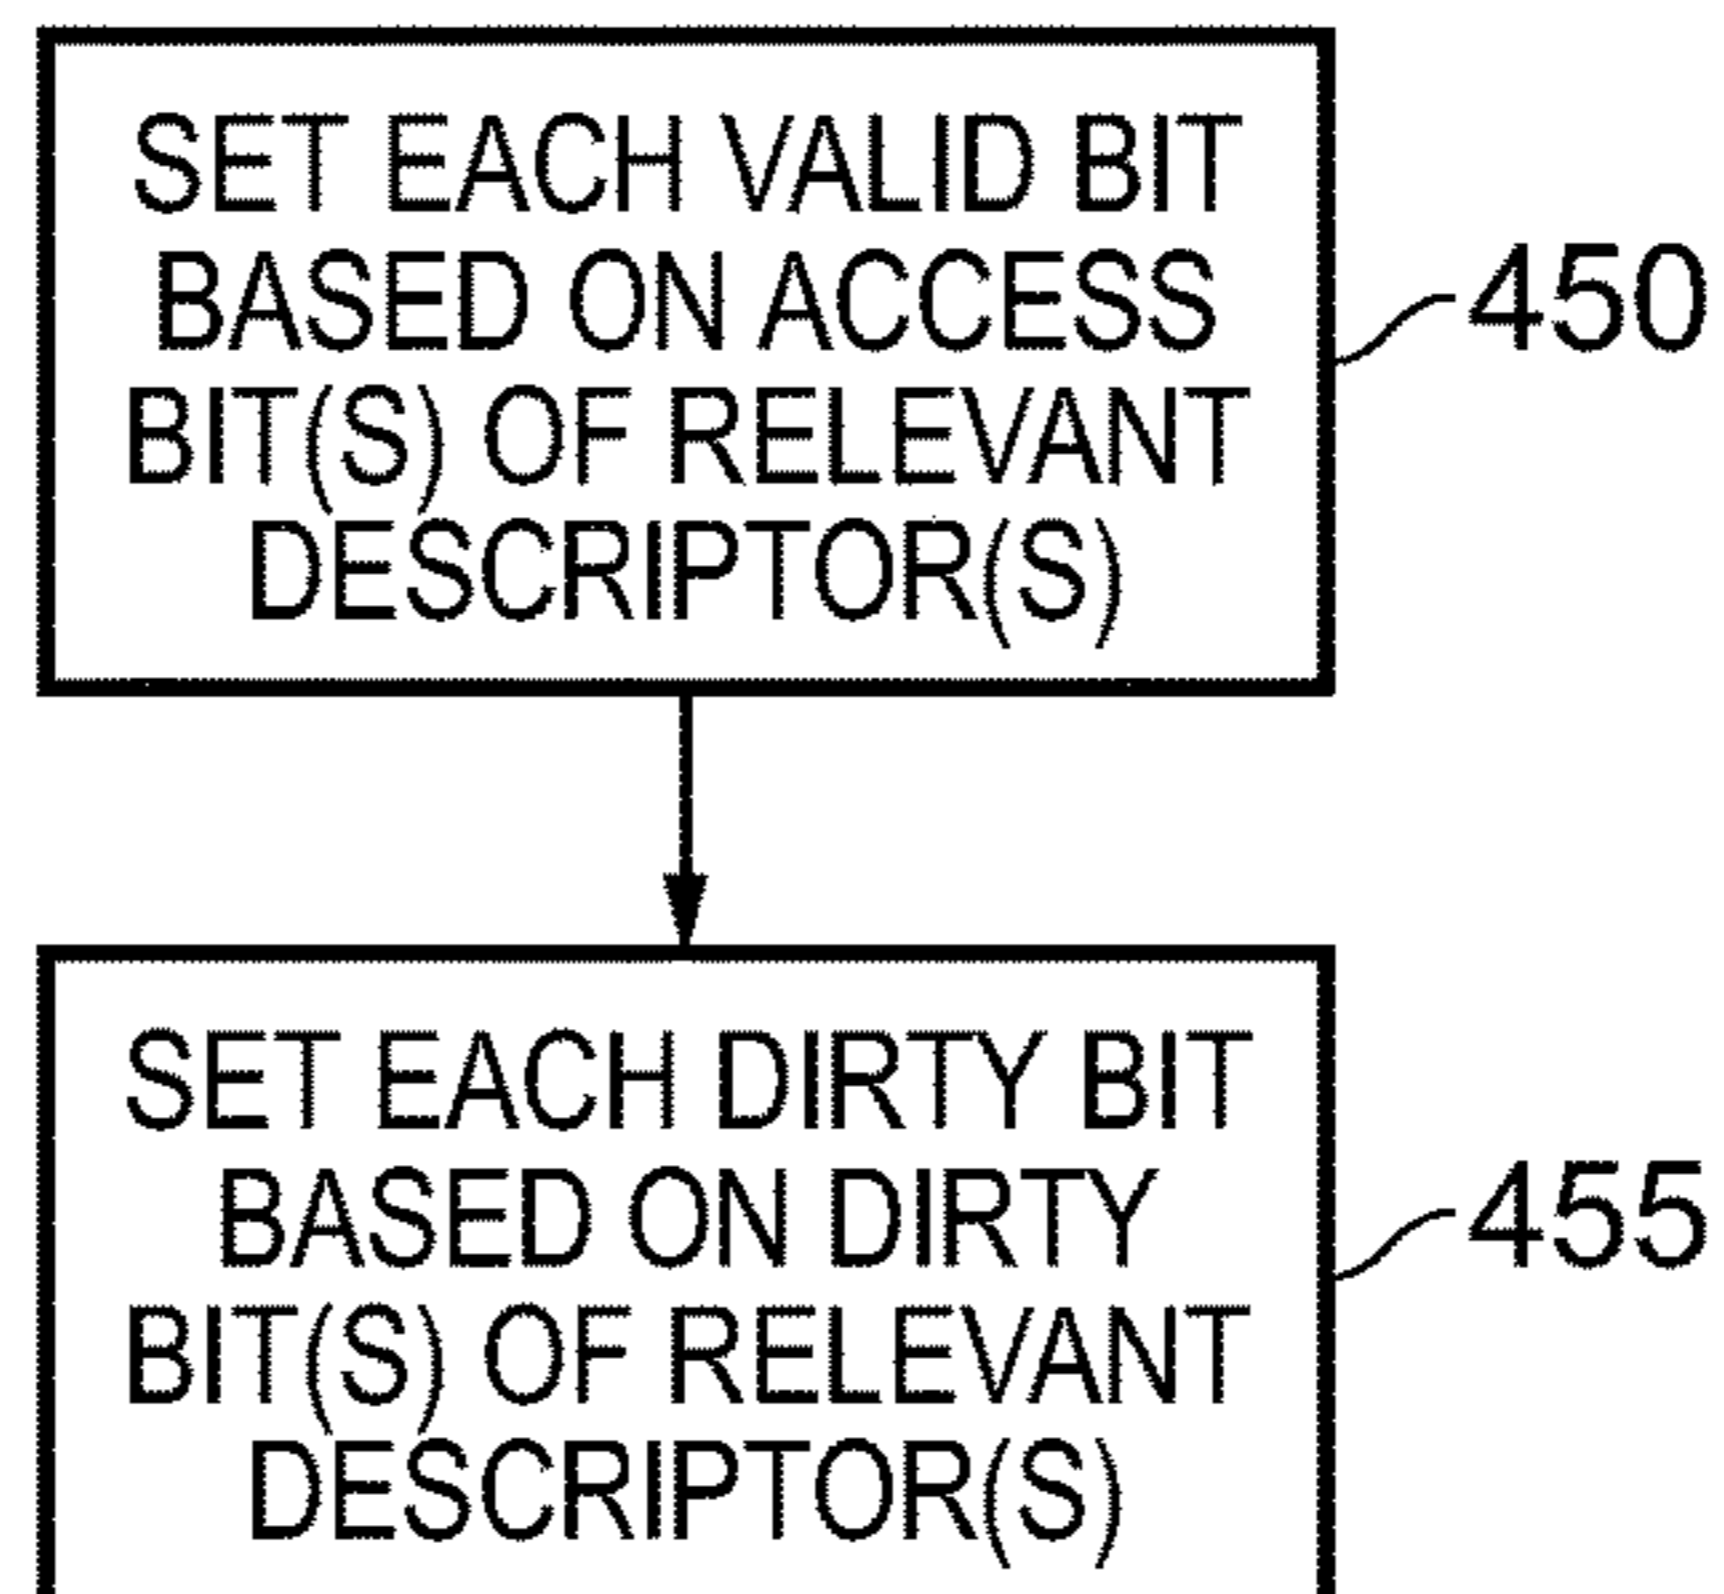 SET EACH VALID BIT
BASED ON ACCESS
BIT(S) OF RELEVANT
DESCRIPTOR(S)
450
SET EACH DIRTY BIT
BASED ON DIRTY
BIT(S) OF RELEVANT
DESCRIPTOR(S)
455